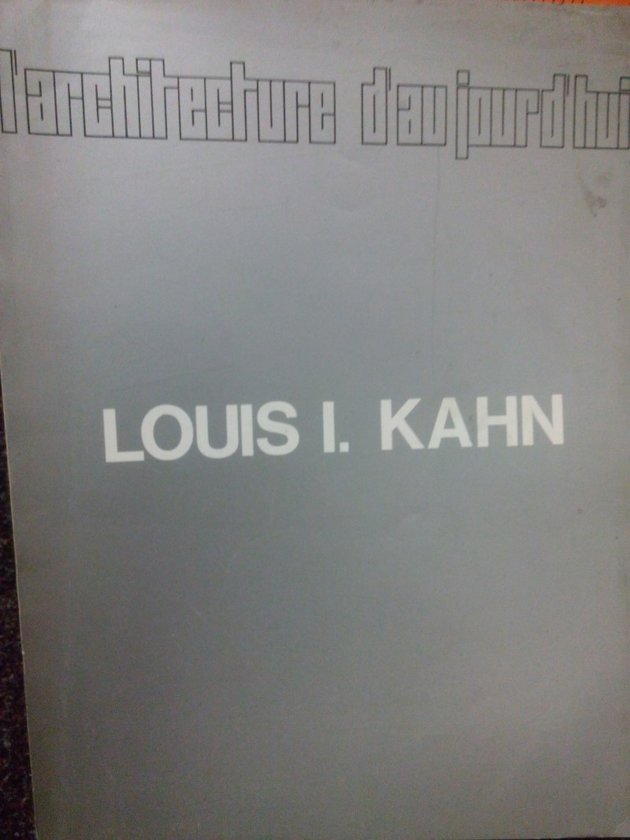 l'architecture d'aujourd'hui
LOUIS I. KAHN